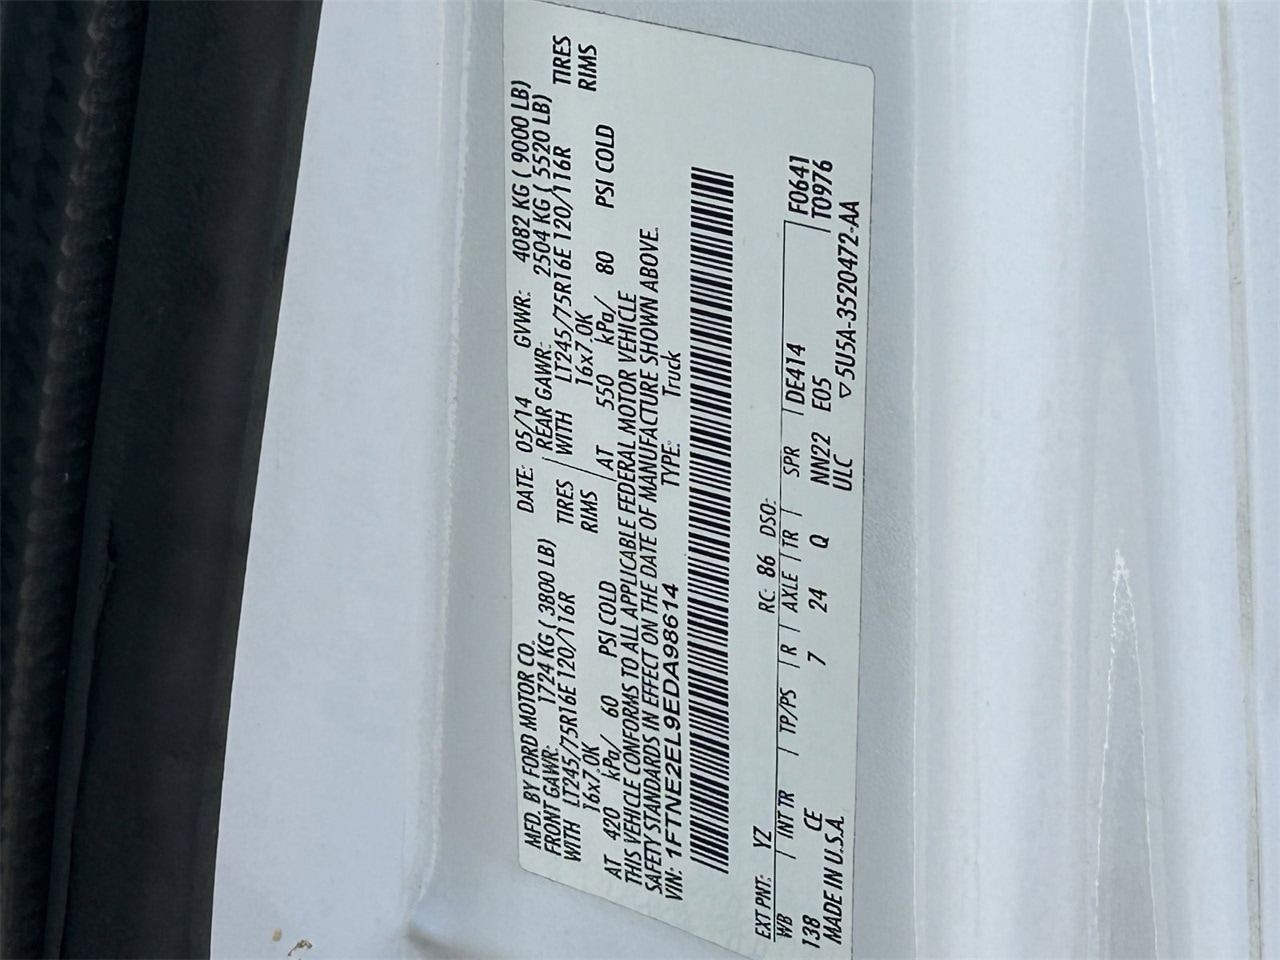 MFD. BY FORD MOTOR CO. DATE: 05/14 GVWR: 4082 KG ( 9000 LB)
FRONT GAWR: 1724 KG ( 3800 LB) REAR GAWR: 2504 KG ( 5520 LB)
WITH LT245/75R16E 120/116R TIRES WITH LT245/75R16E 120/116R TIRES
16x7.0K RIMS 16x7.0K RIMS
AT 420 kPa/ 60 PSI COLD AT 550 kPa/ 80 PSI COLD
THIS VEHICLE CONFORMS TO ALL APPLICABLE FEDERAL MOTOR VEHICLE
SAFETY STANDARDS IN EFFECT ON THE DATE OF MANUFACTURE SHOWN ABOVE.
VIN: 1FTNE2EL9EDA98614 TYPE: Truck
EXT PNT: YZ RC: 86 DSO:
WB INT TR TP/PS R AXLE TR SPR DE414 F0641
138 CE 7 24 Q NN22 E05 T0976
MADE IN U.S.A. ULC ▽5U5A-3520472-AA